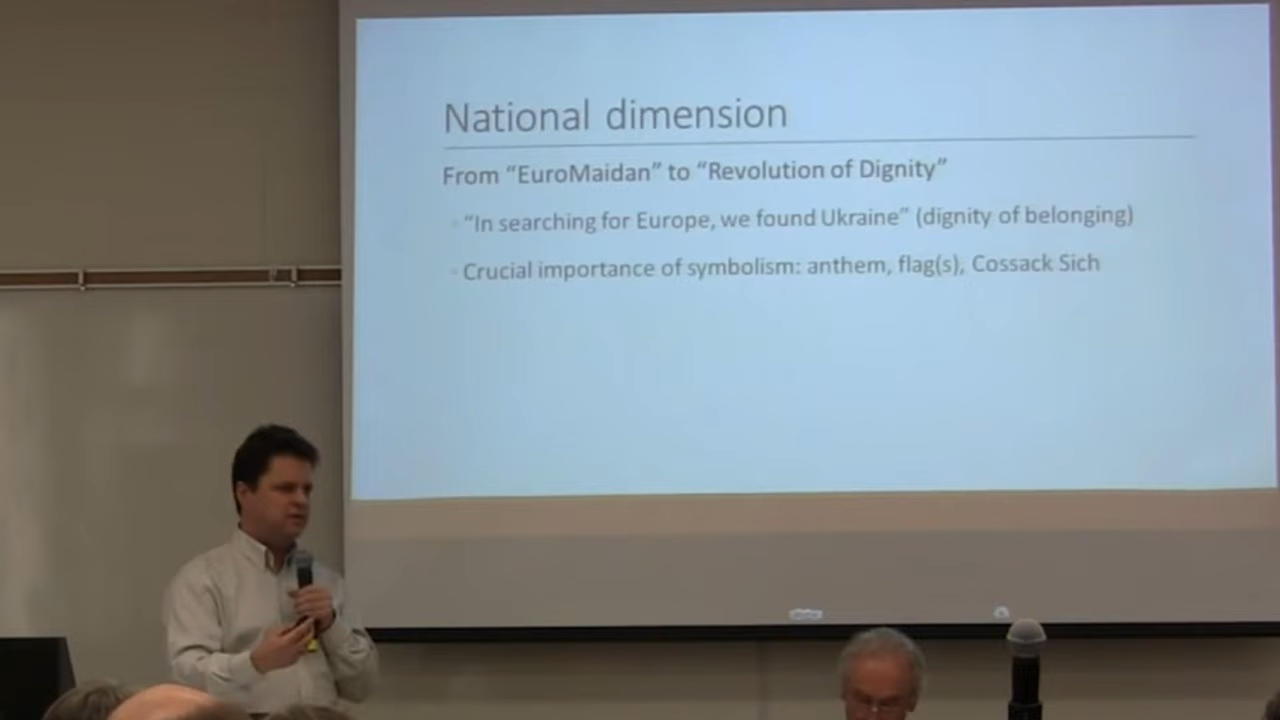 National dimension
From “EuroMaidan” to “Revolution of Dignity”
“In searching for Europe, we found Ukraine” (dignity of belonging)
Crucial importance of symbolism: anthem, flag(s), Cossack Sich